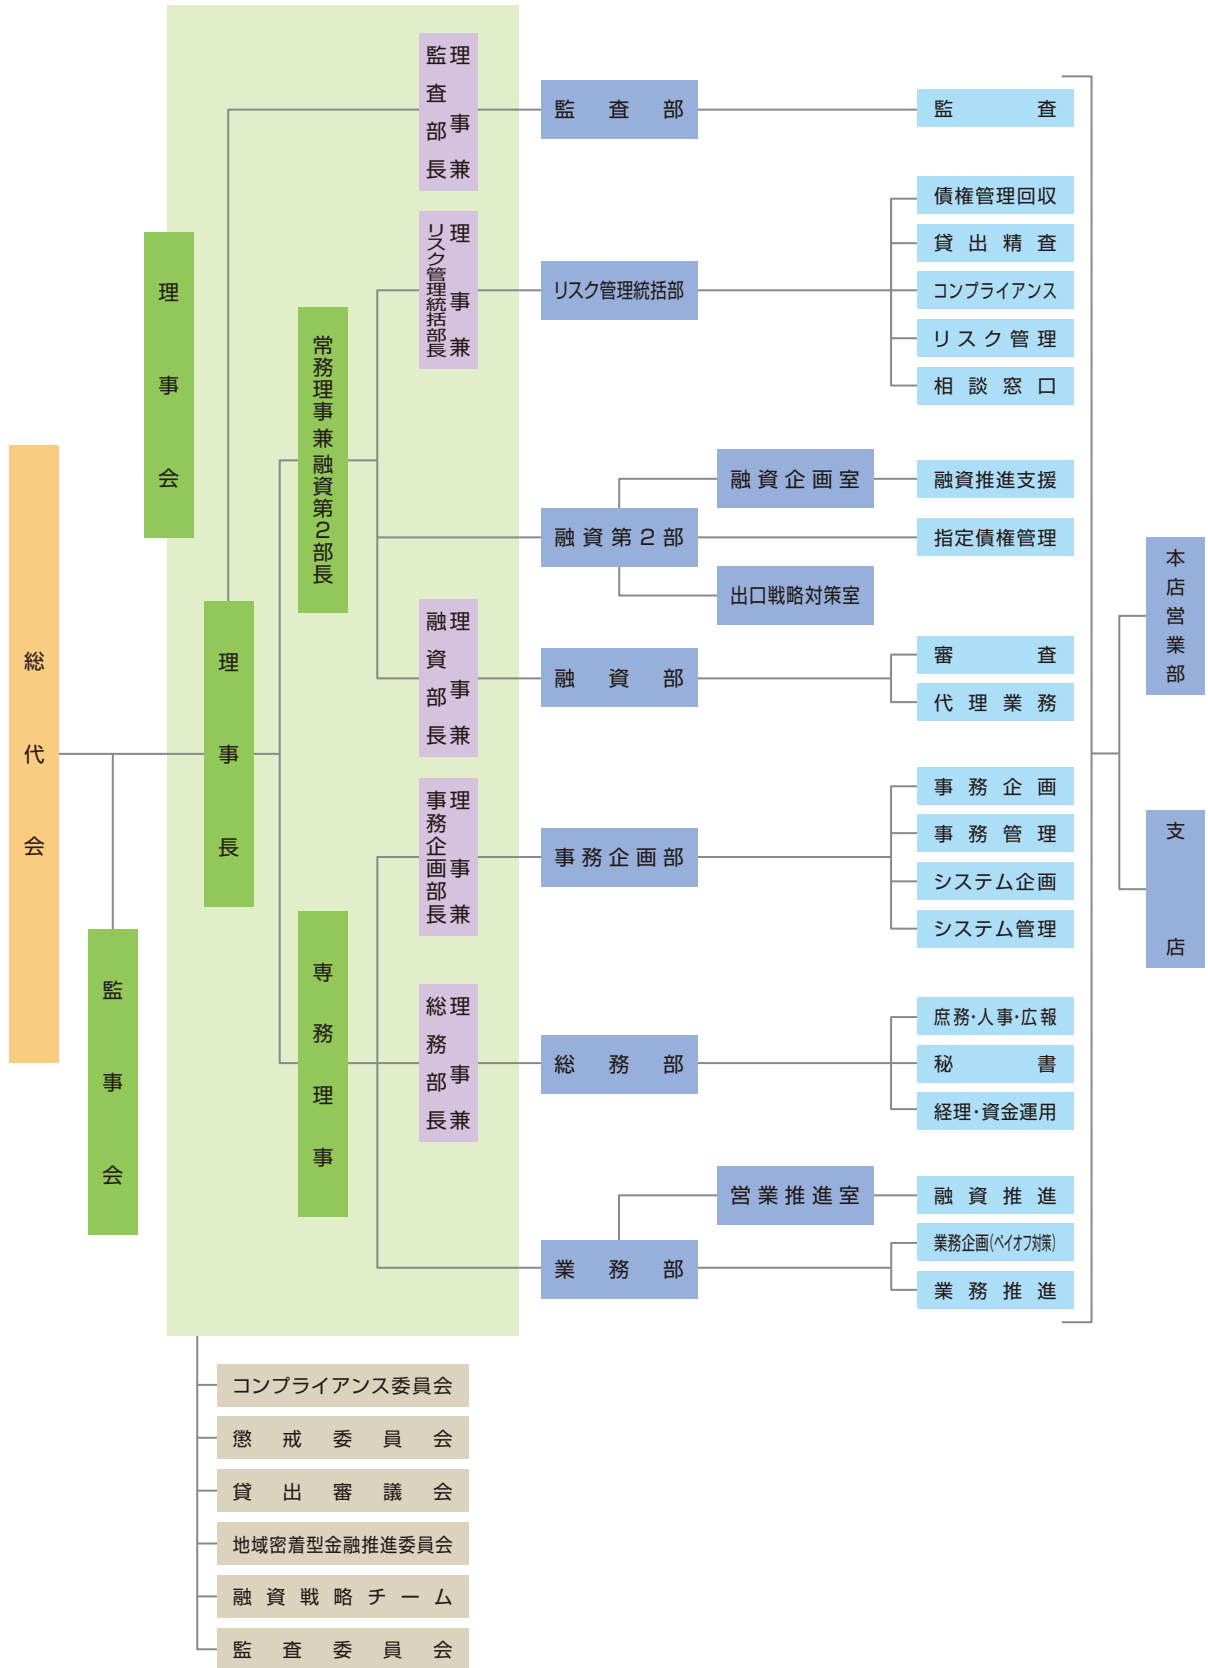 総代会
監事会
理事会
理事長
常務理事兼融資第2部長
専務理事
理事兼
監査部長
理事兼
リスク管理統括部長
理事兼
融資部長
理事兼
事務企画部長
理事兼
総務部長
監査部
監査
リスク管理統括部
債権管理回収
貸出精査
コンプライアンス
リスク管理
相談窓口
融資第2部
融資企画室
融資推進支援
指定債権管理
出口戦略対策室
融資部
審査
代理業務
事務企画部
事務企画
事務管理
システム企画
システム管理
総務部
庶務・人事・広報
秘書
経理・資金運用
業務部
営業推進室
融資推進
業務企画(ペイオフ対策)
業務推進
本店営業部
支店
コンプライアンス委員会
懲戒委員会
貸出審議会
地域密着型金融推進委員会
融資戦略チーム
監査委員会